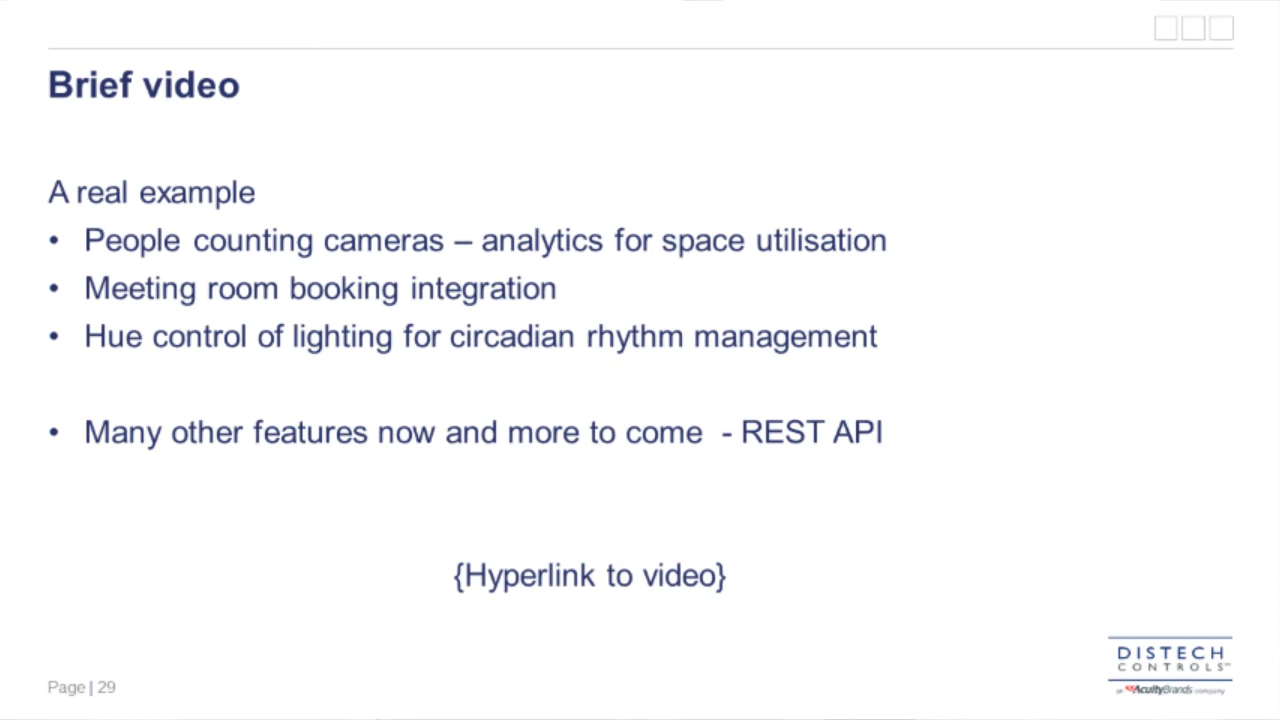 Brief video
A real example
• People counting cameras – analytics for space utilisation
• Meeting room booking integration
• Hue control of lighting for circadian rhythm management
• Many other features now and more to come - REST API
{Hyperlink to video}
DISTECH
CONTROLS™
an AcuityBrands company
Page | 29